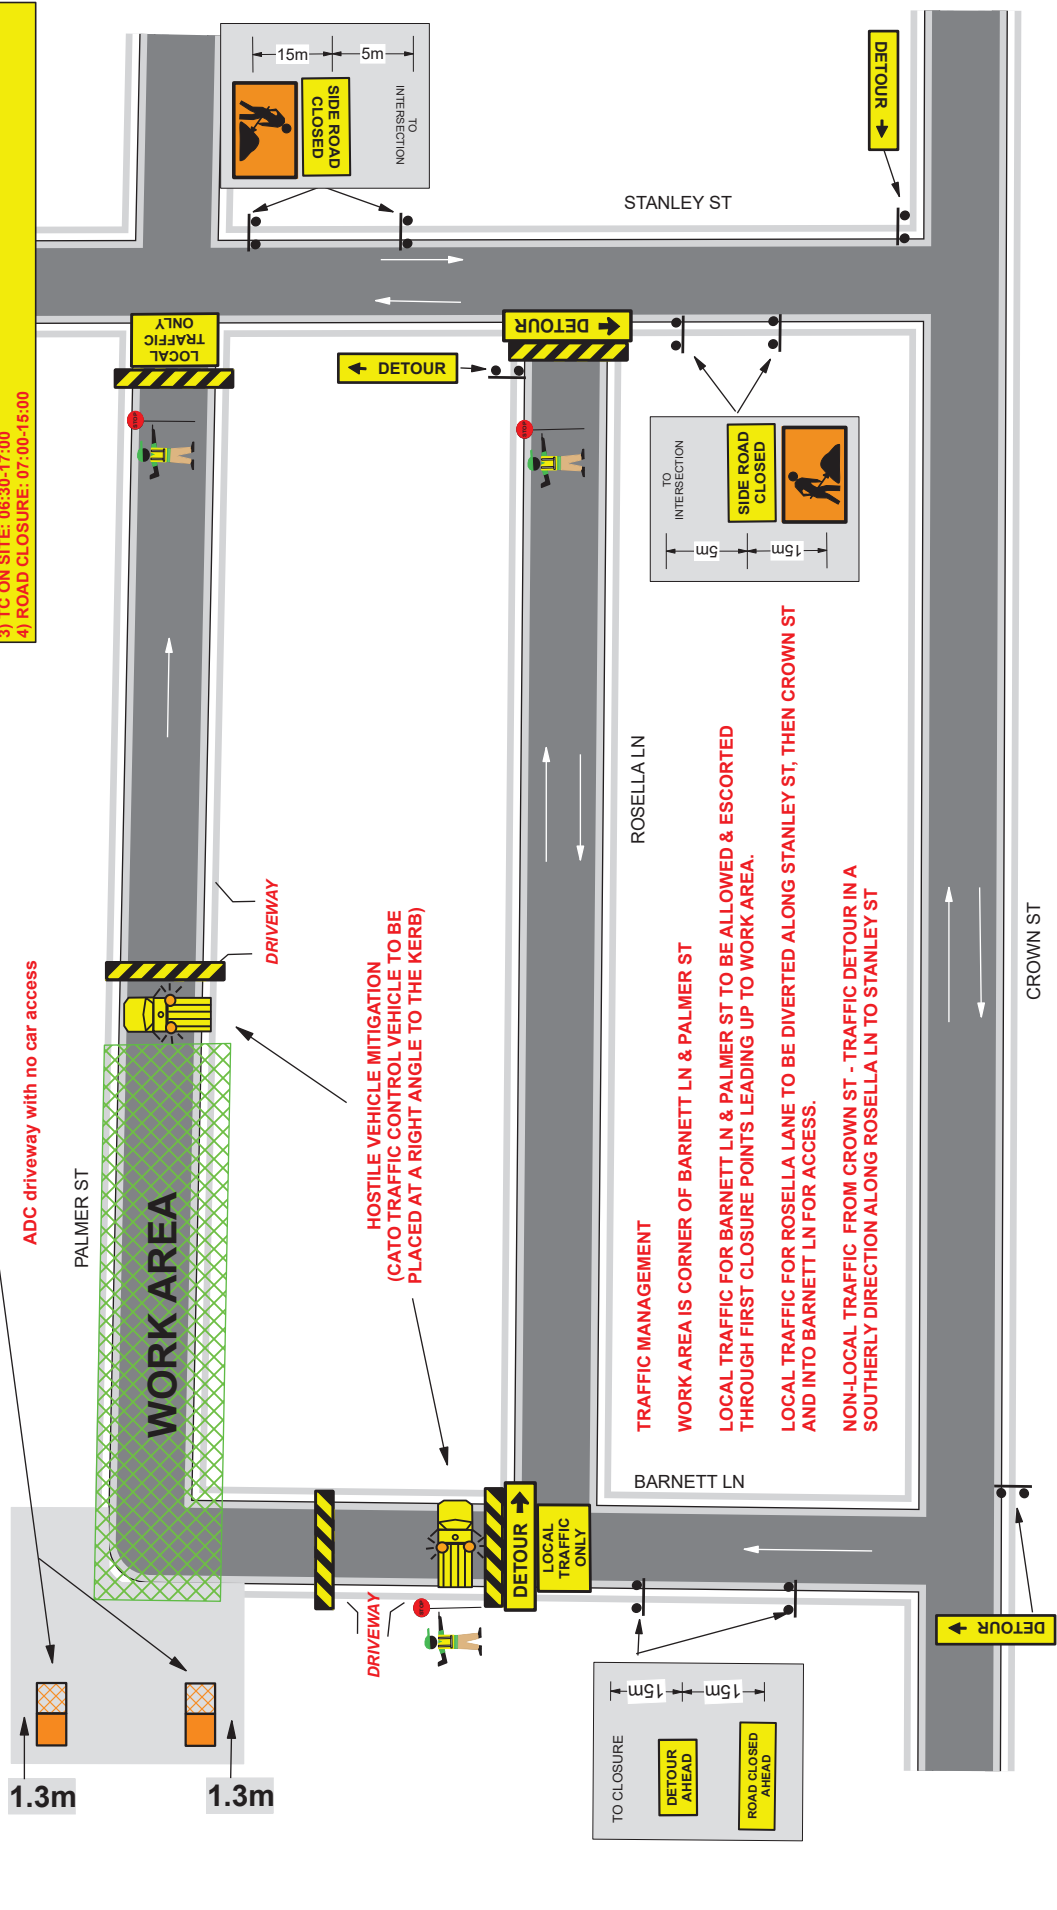 3) TC ON SITE: 06:30-17:00
4) ROAD CLOSURE: 07:00-15:00
15m
5m
SIDE ROAD
CLOSED
TO
INTERSECTION
DETOUR
STANLEY ST
LOCAL
TRAFFIC
ONLY
DETOUR
DETOUR
STOP
STOP
TO
INTERSECTION
SIDE ROAD
CLOSED
5m
15m
ADC driveway with no car access
PALMER ST
WORK AREA
DRIVEWAY
HOSTILE VEHICLE MITIGATION
(CATO TRAFFIC CONTROL VEHICLE TO BE
PLACED AT A RIGHT ANGLE TO THE KERB)
ROSELLA LN
TRAFFIC MANAGEMENT
WORK AREA IS CORNER OF BARNETT LN & PALMER ST
LOCAL TRAFFIC FOR BARNETT LN & PALMER ST TO BE ALLOWED & ESCORTED
THROUGH FIRST CLOSURE POINTS LEADING UP TO WORK AREA.
LOCAL TRAFFIC FOR ROSELLA LANE TO BE DIVERTED ALONG STANLEY ST, THEN CROWN ST
AND INTO BARNETT LN FOR ACCESS.
NON-LOCAL TRAFFIC FROM CROWN ST - TRAFFIC DETOUR IN A
SOUTHERLY DIRECTION ALONG ROSELLA LN TO STANLEY ST
CROWN ST
BARNETT LN
DETOUR
LOCAL
TRAFFIC
ONLY
STOP
DRIVEWAY
DETOUR
1.3m
1.3m
TO CLOSURE
DETOUR
AHEAD
ROAD CLOSED
AHEAD
15m
15m